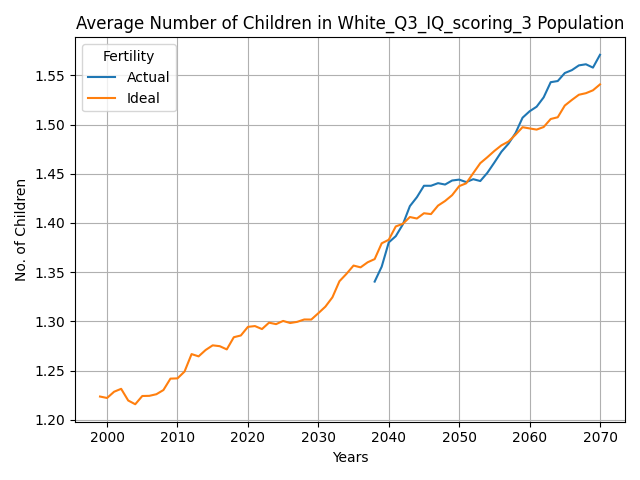 Average Number of Children in White_Q3_IQ_scoring_3 Population
Fertility
Actual
Ideal
No. of Children
1.55
1.50
1.45
1.40
1.35
1.30
1.25
1.20
2000 2010 2020 2030 2040 2050 2060 2070
Years